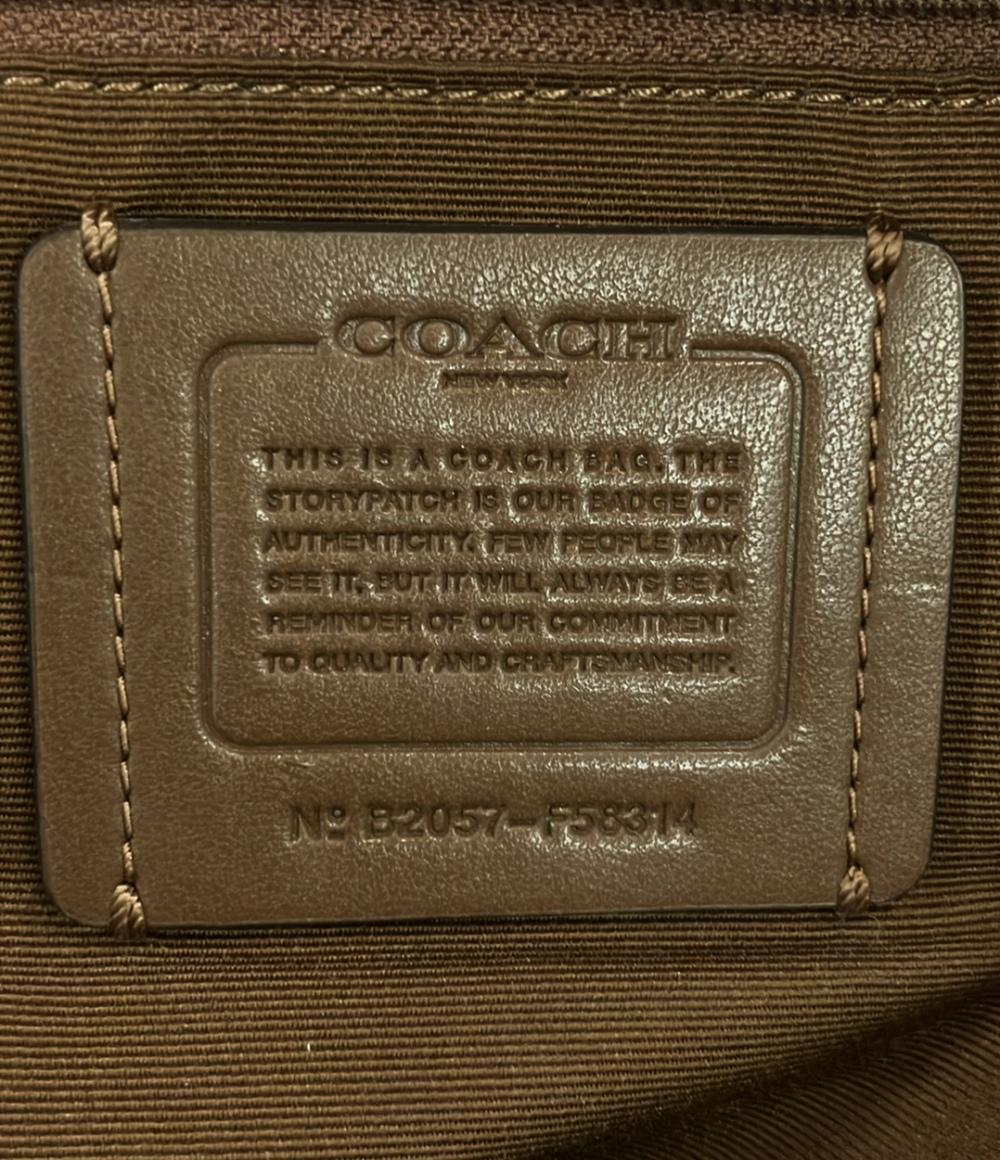 COACH
NEW YORK
THIS IS A COACH BAG. THE
STORYPATCH IS OUR BADGE OF
AUTHENTICITY. FEW PEOPLE MAY
SEE IT, BUT IT WILL ALWAYS BE A
REMINDER OF OUR COMMITMENT
TO QUALITY AND CRAFTSMANSHIP.
Nº B2057-F58314